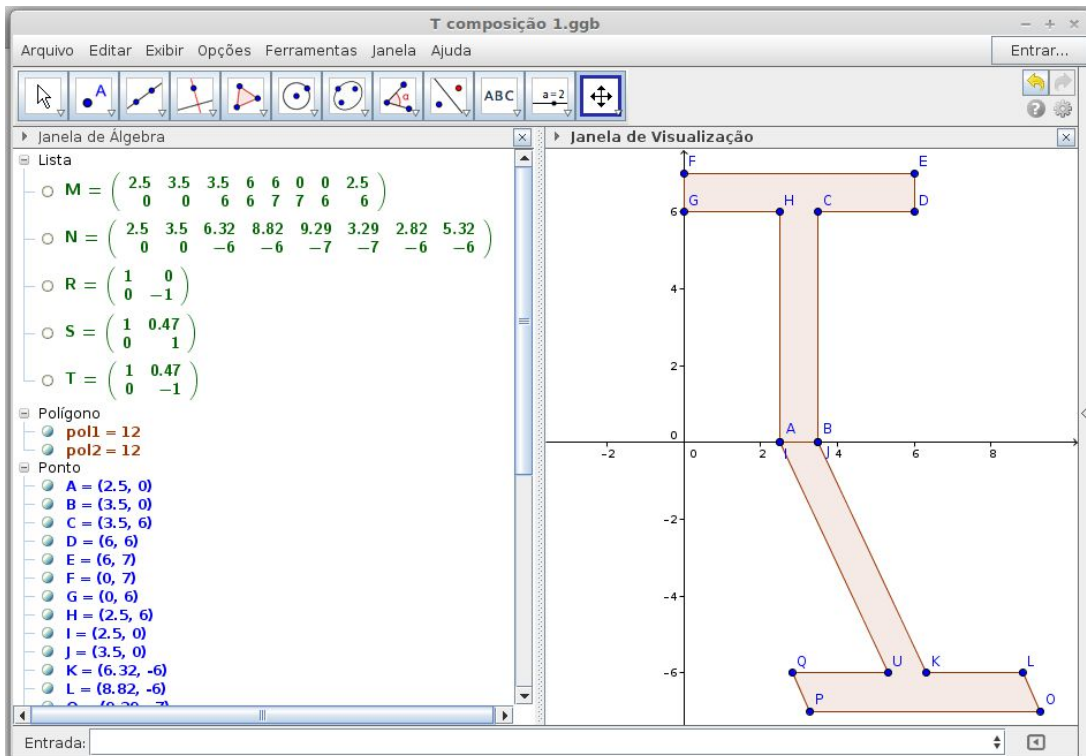 T composição 1.ggb
Arquivo Editar Exibir Opções Ferramentas Janela Ajuda
Entrar...
A
ABC
a=2
Janela de Álgebra
Lista
M = ( 2.5 3.5 3.5 6 6 0 0 2.5
0 0 6 6 7 7 6 6 )
N = ( 2.5 3.5 6.32 8.82 9.29 3.29 2.82 5.32
0 0 −6 −6 −7 −7 −6 −6 )
R = ( 1 0
0 −1 )
S = ( 1 0.47
0 1 )
T = ( 1 0.47
0 −1 )
Polígono
pol1 = 12
pol2 = 12
Ponto
A = (2.5, 0)
B = (3.5, 0)
C = (3.5, 6)
D = (6, 6)
E = (6, 7)
F = (0, 7)
G = (0, 6)
H = (2.5, 6)
I = (2.5, 0)
J = (3.5, 0)
K = (6.32, -6)
L = (8.82, -6)
Janela de Visualização
F E
G H C D
6
4
2
A B
0
-2 0 2 4 6 8
I J
-2
-4
-6
Q U K L
P O
Entrada: